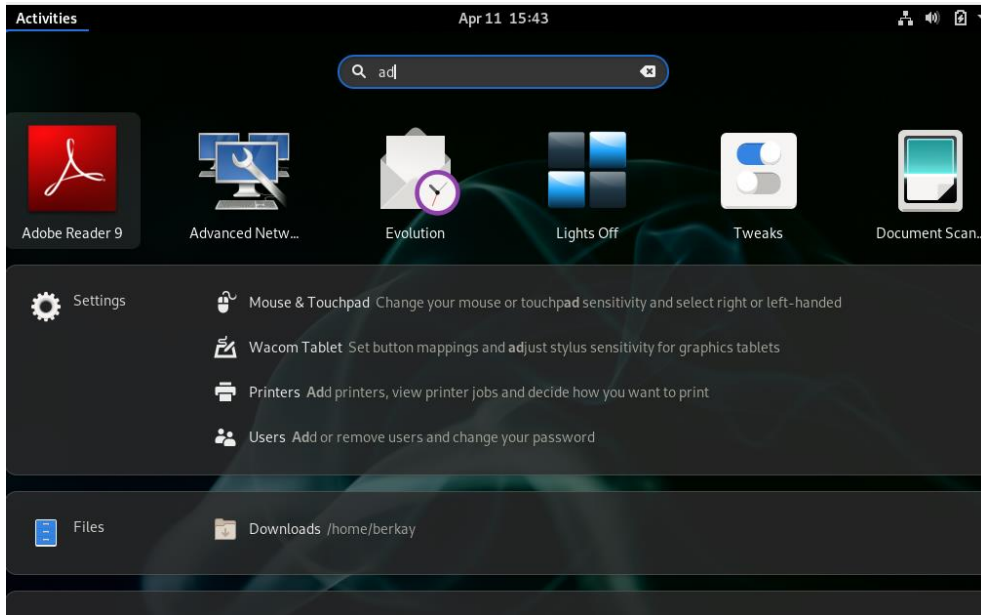 Activities
Apr 11 15:43
ad
Adobe Reader 9
Advanced Netw...
Evolution
Lights Off
Tweaks
Document Scan..
Settings
Mouse & Touchpad Change your mouse or touchpad sensitivity and select right or left-handed
Wacom Tablet Set button mappings and adjust stylus sensitivity for graphics tablets
Printers Add printers, view printer jobs and decide how you want to print
Users Add or remove users and change your password
Files
Downloads /home/berkay